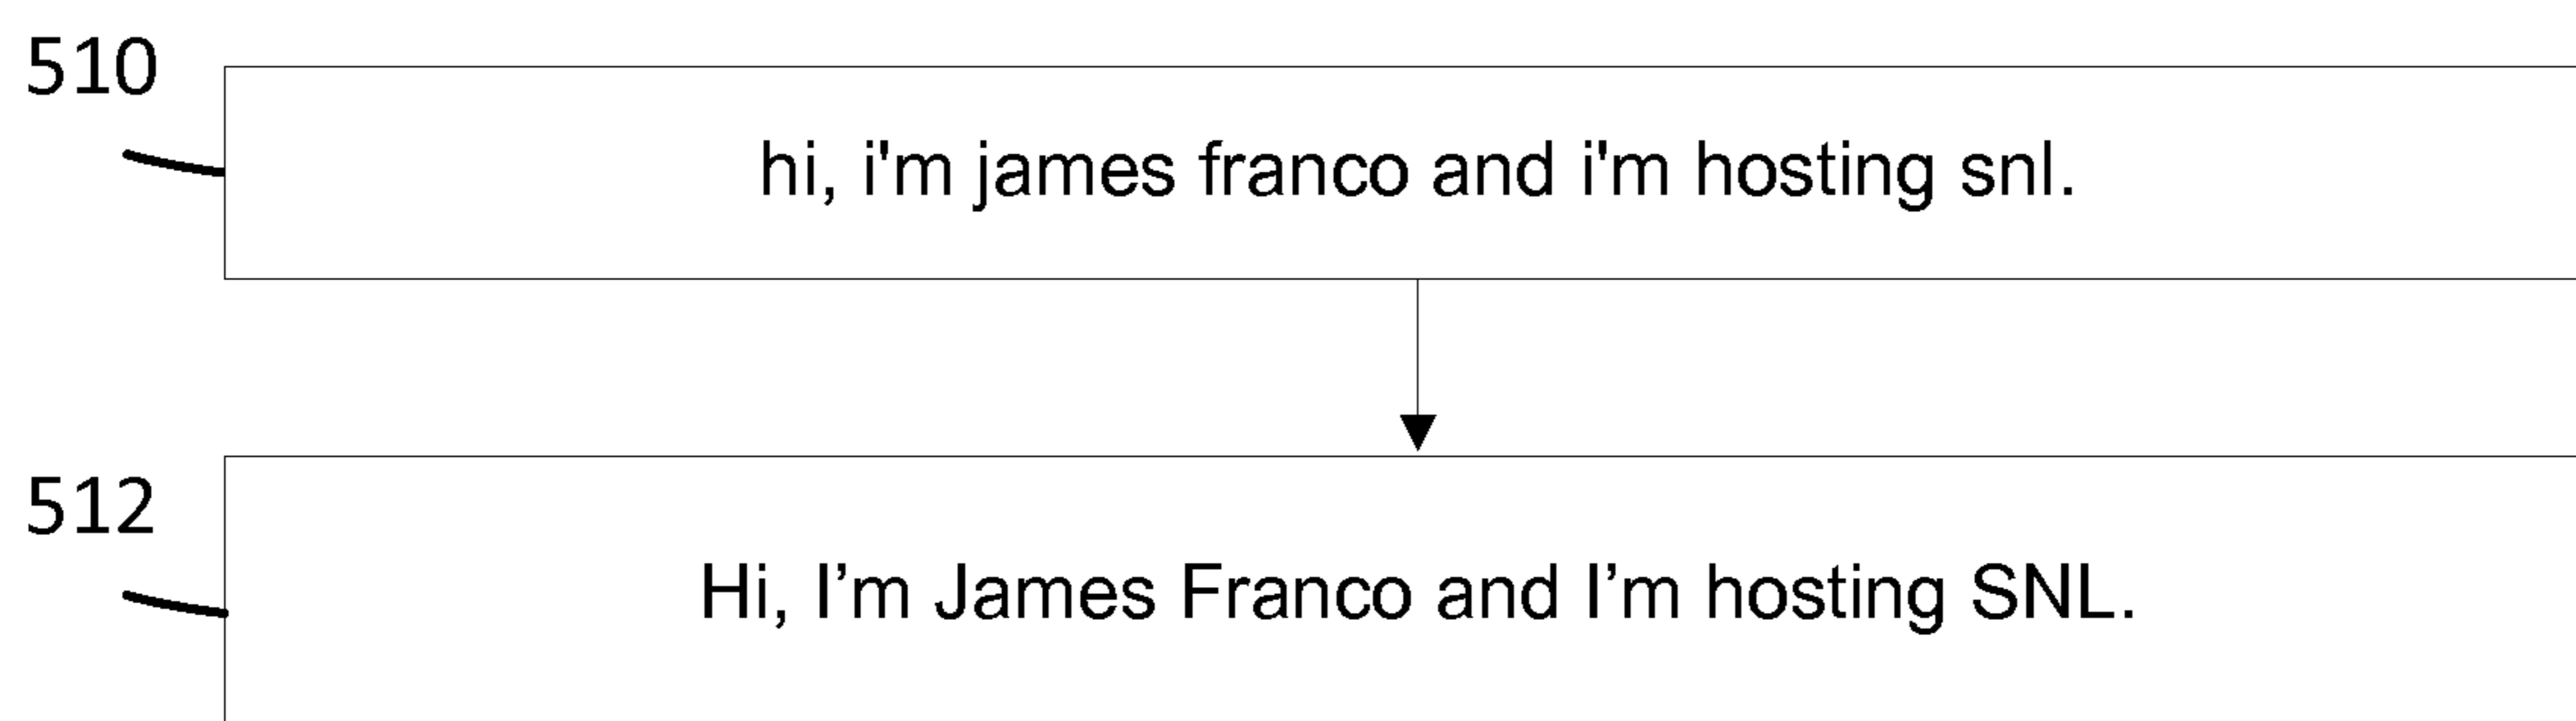 510
hi, i'm james franco and i'm hosting snl.
512
Hi, I’m James Franco and I’m hosting SNL.